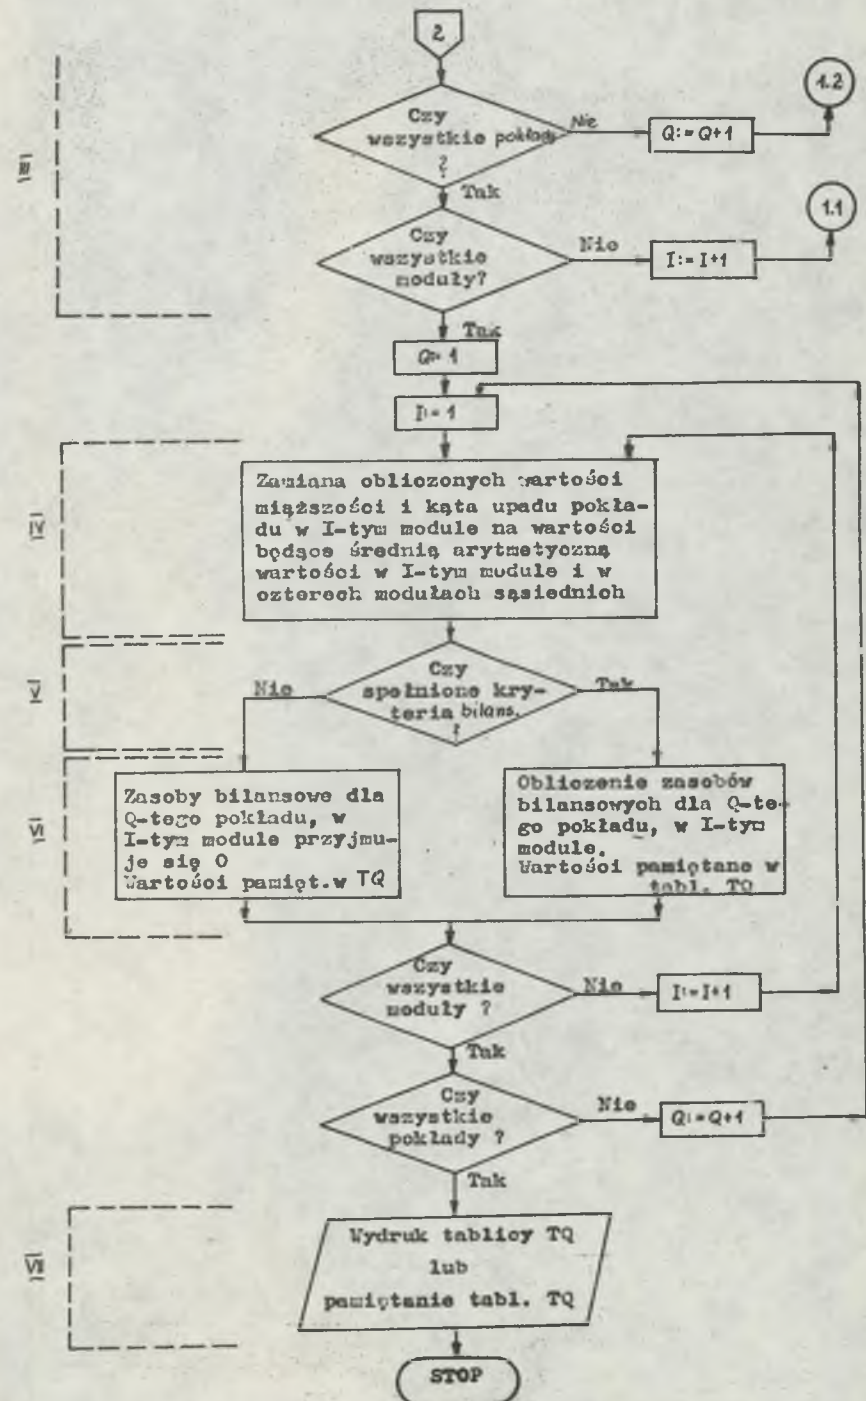 2
1.2
Czy
wszystkie pokłady
?
Nie
Q:=Q+1
Tak
III
1.1
Czy
wszystkie
moduły?
Nie
I:=I+1
Tak
Q:=1
I:=1
IV
Zamiana obliczonych wartości
miąższości i kąta upadu pokła-
du w I-tym module na wartości
będące średnią arytmetyczną
wartości w I-tym module i w
czterech modułach sąsiednich
V
Nie
Czy
spełnione kry-
teria bilans.
?
Tak
VI
Zasoby bilansowe dla
Q-tego pokładu, w
I-tym module przyjmu-
je się 0
Wartości pamięt.w TQ
Obliczenie zasobów
bilansowych dla Q-te-
go pokładu, w I-tym
module.
Wartości pamiętane w
tabl. TQ
Czy
wszystkie
moduły ?
Nie
I:=I+1
Tak
Czy
wszystkie
pokłady ?
Nie
Q:=Q+1
Tak
VII
Wydruk tablicy TQ
lub
pamiętanie tabl. TQ
STOP